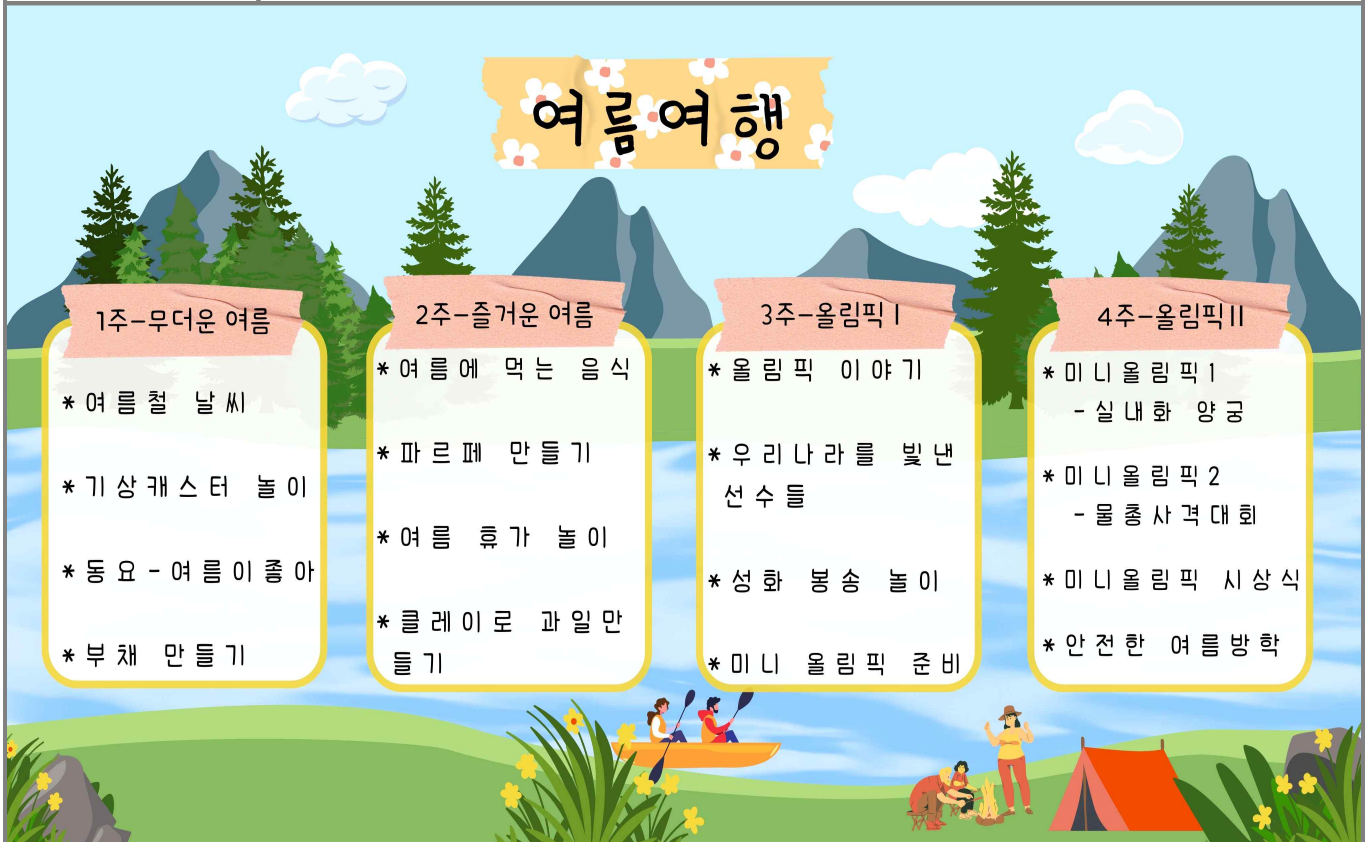 여름여행
1주-무더운 여름
* 여름철 날씨
* 기상캐스터 놀이
* 동요-여름이좋아
* 부채 만들기
2주-즐거운 여름
* 여름에 먹는 음식
* 파르페 만들기
* 여름 휴가 놀이
* 클레이로 과일만
들기
3주-올림픽Ⅰ
* 올림픽 이야기
* 우리나라를 빛낸
선수들
* 성화 봉송 놀이
* 미니 올림픽 준비
4주-올림픽II
* 미니올림픽1
-실내화 양궁
* 미니올림픽2
-물총사격대회
* 미니올림픽 시상식
* 안전한 여름방학